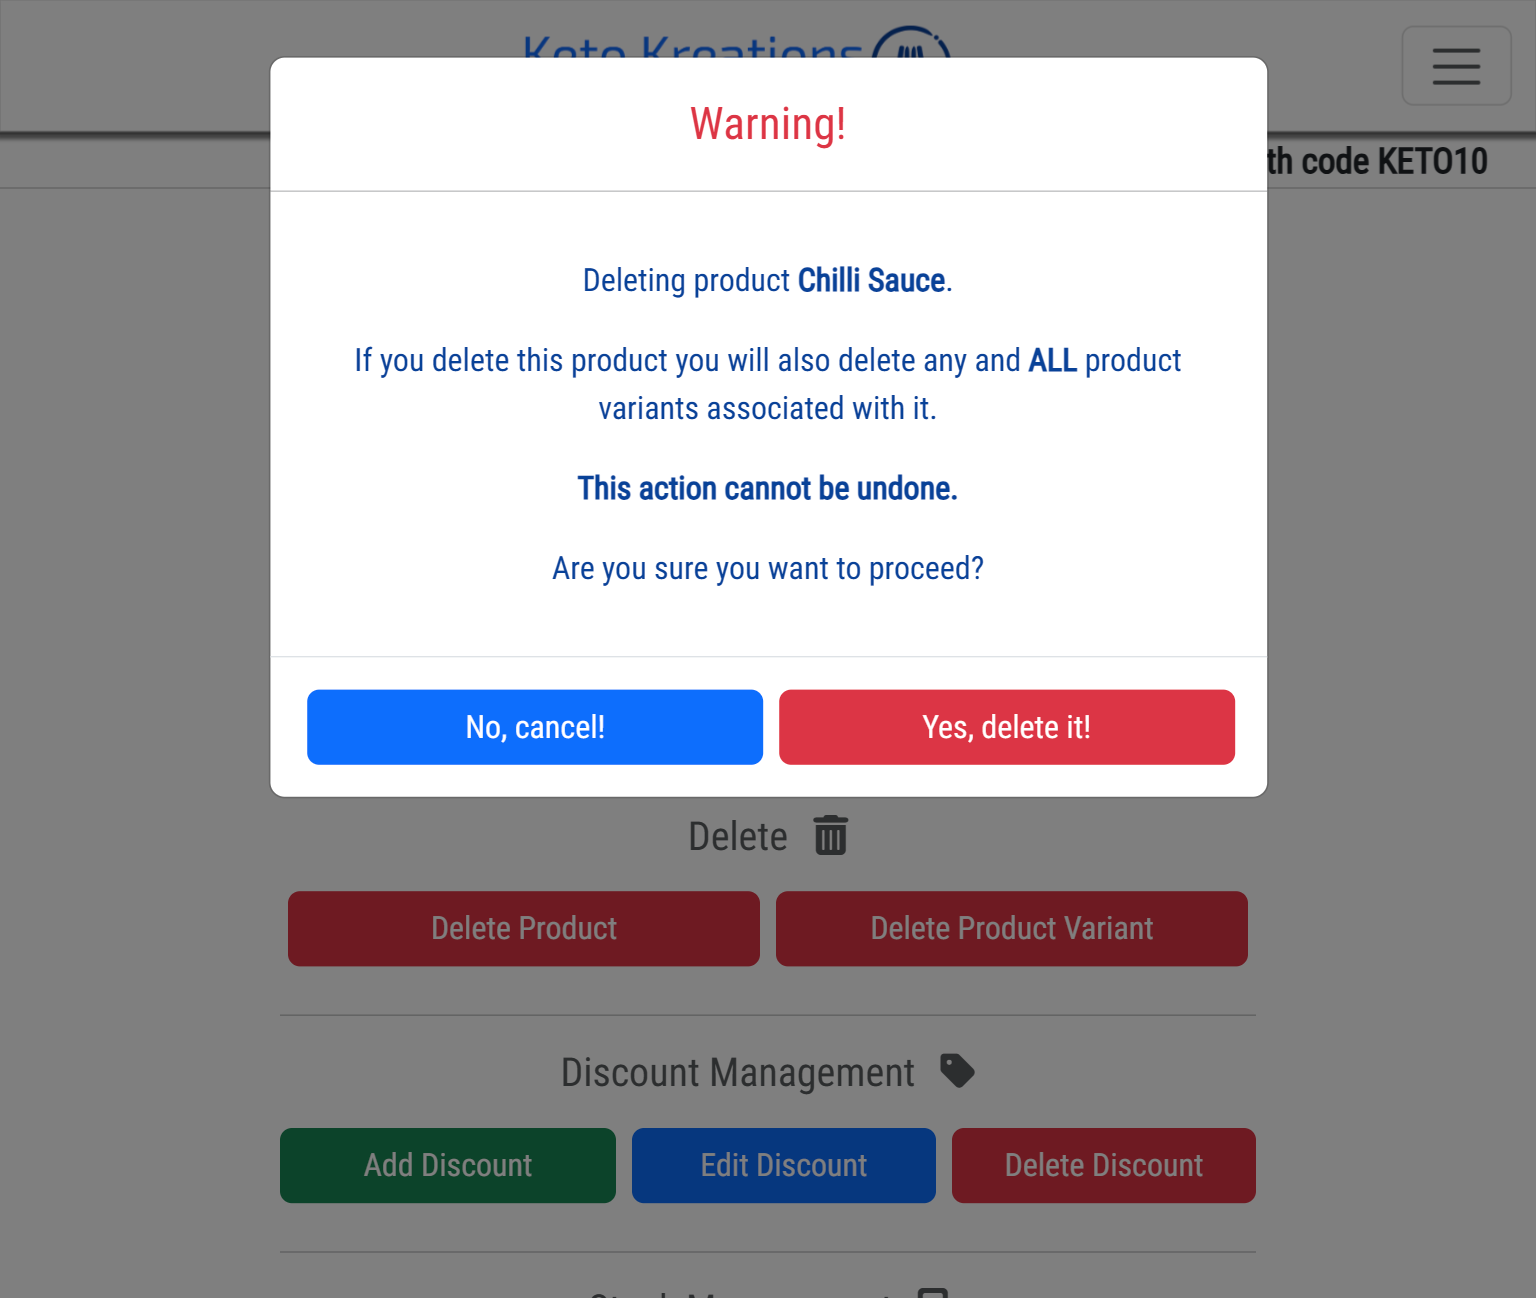 Keto Kreations
th code KETO10
Warning!
Deleting product Chilli Sauce.
If you delete this product you will also delete any and ALL product
variants associated with it.
This action cannot be undone.
Are you sure you want to proceed?
No, cancel!
Yes, delete it!
Delete
Delete Product
Delete Product Variant
Discount Management
Add Discount
Edit Discount
Delete Discount